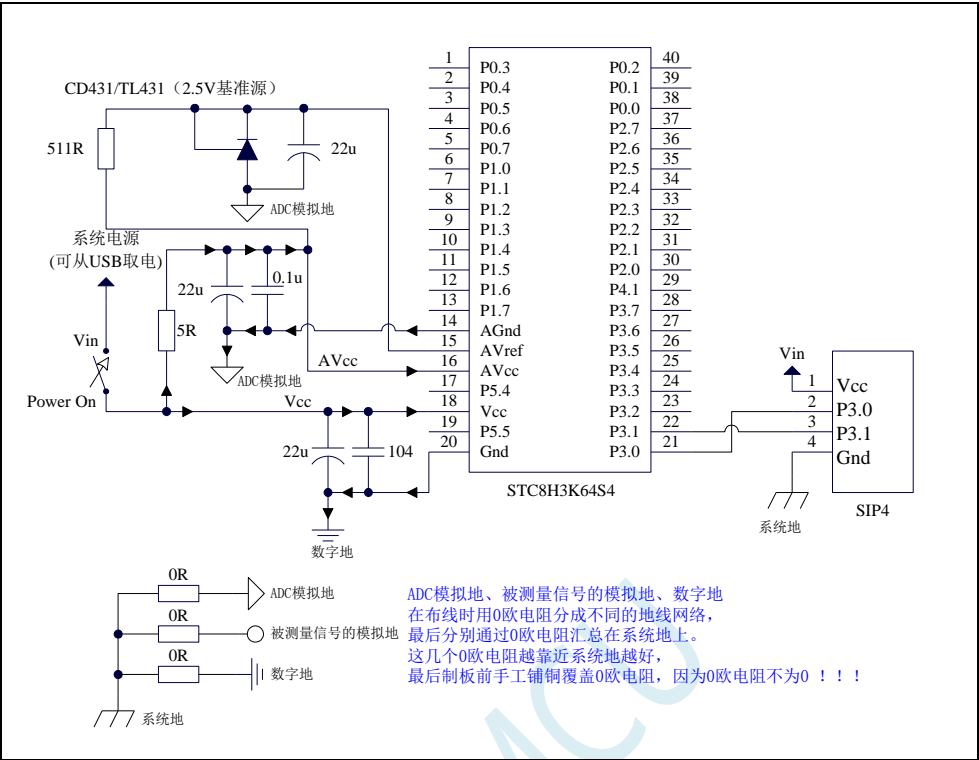 CD431/TL431（2.5V基准源）
511R
22u
ADC模拟地
系统电源
(可从USB取电)
22u
0.1u
5R
Vin
ADC模拟地
AVcc
Power On
Vcc
22u
104
数字地
1 P0.3
2 P0.4
3 P0.5
4 P0.6
5 P0.7
6 P1.0
7 P1.1
8 P1.2
9 P1.3
10 P1.4
11 P1.5
12 P1.6
13 P1.7
14 AGnd
15 AVref
16 AVcc
17 P5.4
18 Vcc
19 P5.5
20 Gnd
P0.2 40
P0.1 39
P0.0 38
P2.7 37
P2.6 36
P2.5 35
P2.4 34
P2.3 33
P2.2 32
P2.1 31
P2.0 30
P4.1 29
P3.7 28
P3.6 27
P3.5 26
P3.4 25
P3.3 24
P3.2 23
P3.1 22
P3.0 21
STC8H3K64S4
Vin
1 Vcc
2 P3.0
3 P3.1
4 Gnd
SIP4
系统地
0R
ADC模拟地
0R
被测量信号的模拟地
0R
数字地
系统地
ADC模拟地、被测量信号的模拟地、数字地
在布线时用0欧电阻分成不同的地线网络，
最后分别通过0欧电阻汇总在系统地上。
这几个0欧电阻越靠近系统地越好，
最后制板前手工铺铜覆盖0欧电阻，因为0欧电阻不为0 ！！！
MCU